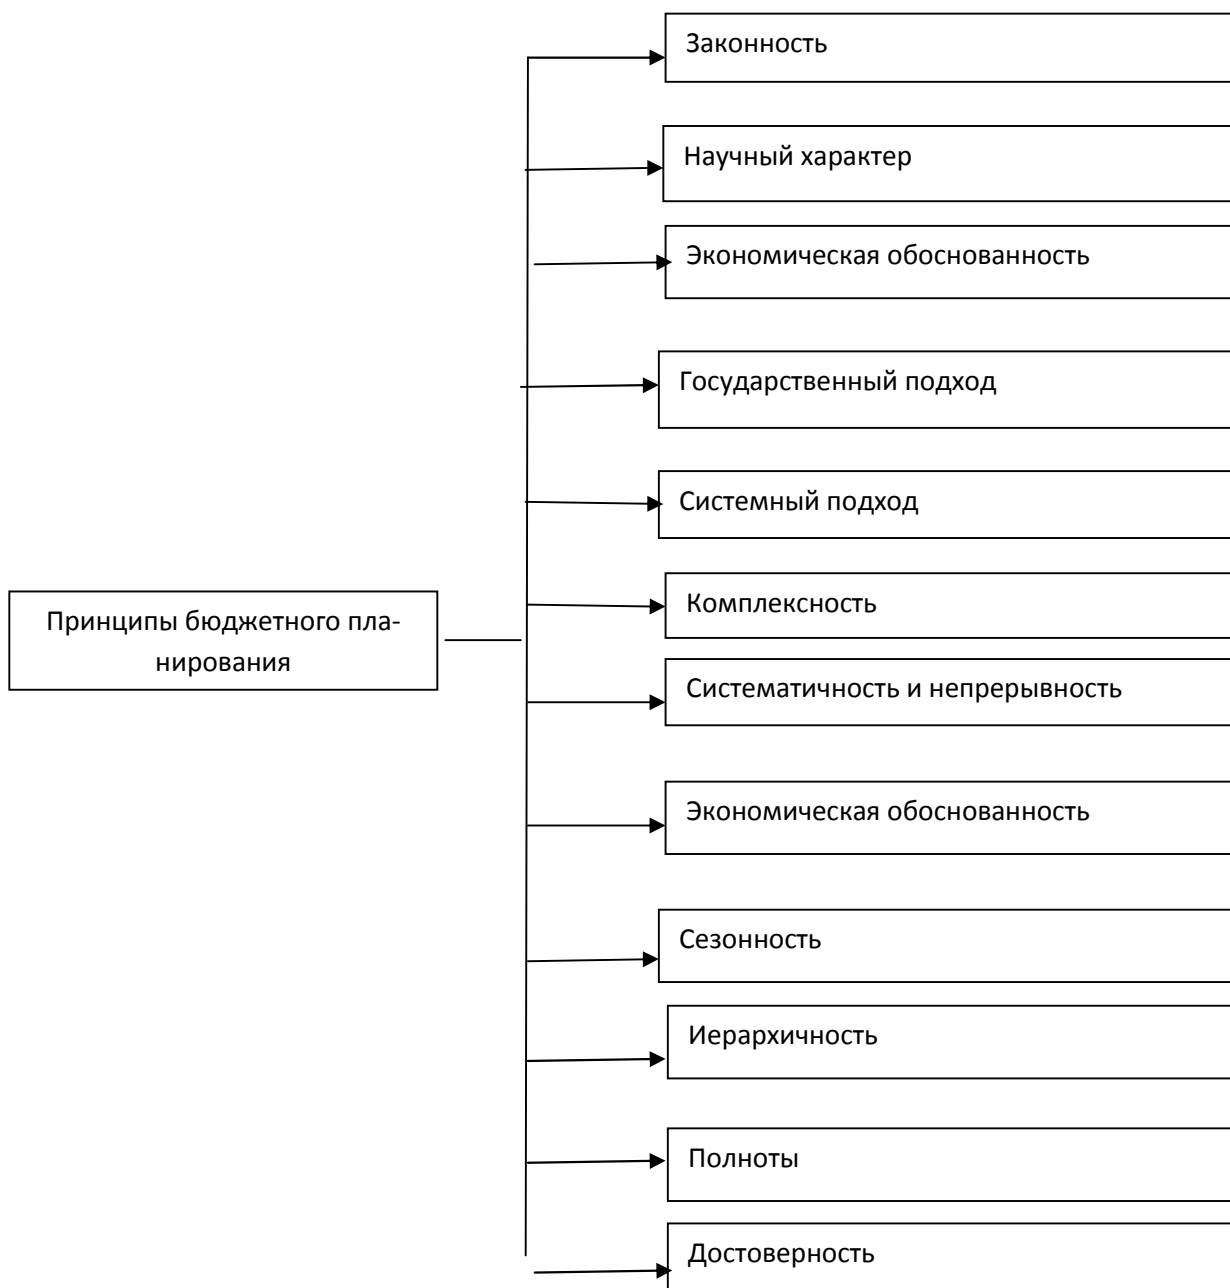 Законность
Научный характер
Экономическая обоснованность
Государственный подход
Системный подход
Принципы бюджетного пла-
нирования
Комплексность
Систематичность и непрерывность
Экономическая обоснованность
Сезонность
Иерархичность
Полноты
Достоверность